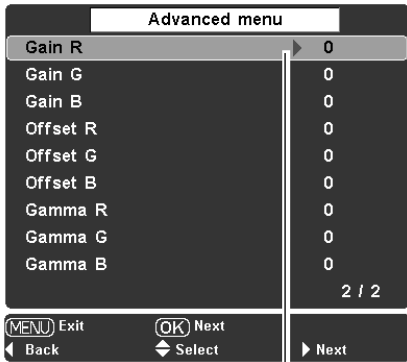 Advanced menu
Gain R 0
Gain G 0
Gain B 0
Offset R 0
Offset G 0
Offset B 0
Gamma R 0
Gamma G 0
Gamma B 0
2 / 2
MENU Exit OK Next
Back Select Next